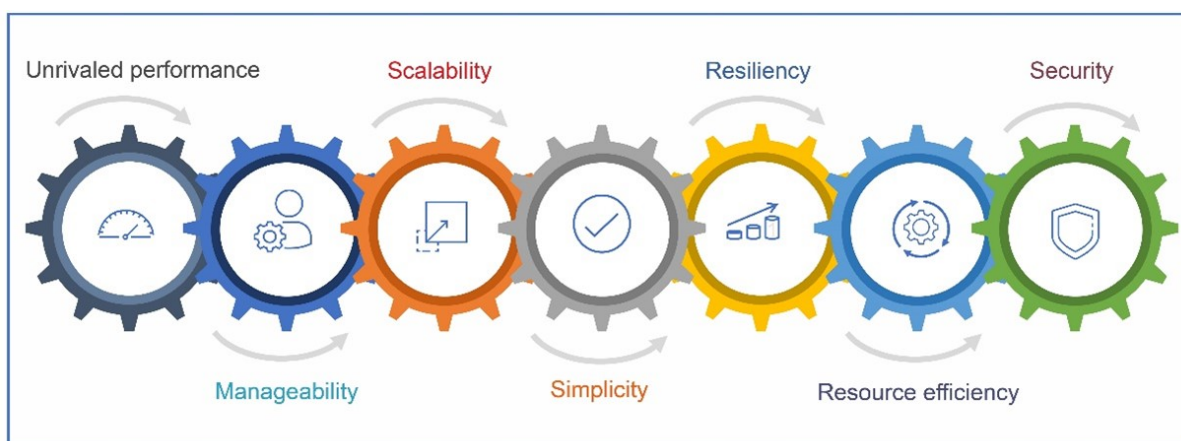 Unrivaled performance
Scalability
Resiliency
Security
Manageability
Simplicity
Resource efficiency